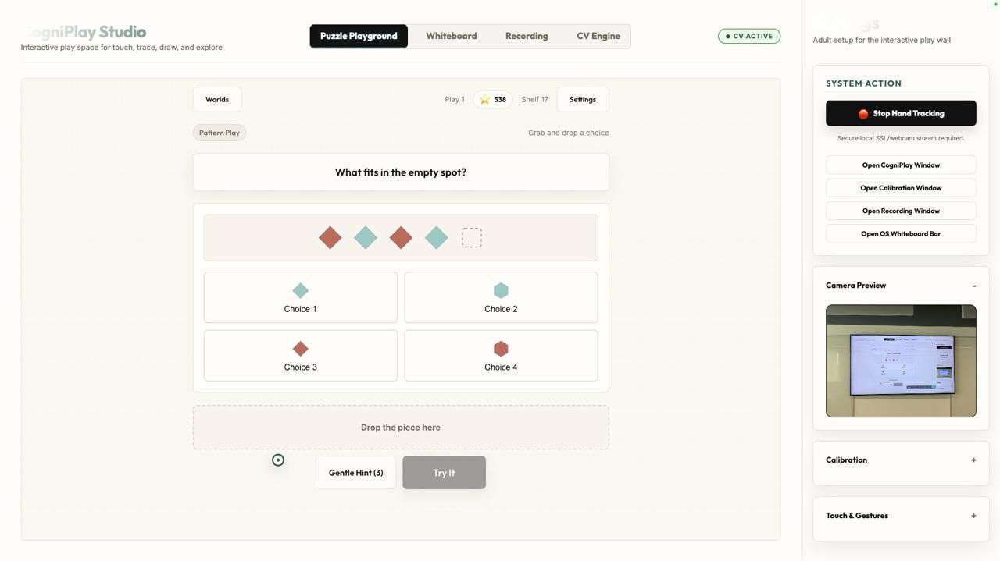 CogniPlay Studio
Interactive play space for touch, trace, draw, and explore
Puzzle Playground
Whiteboard
Recording
CV Engine
CV ACTIVE
Worlds
Play 1
538
Shelf 17
Settings
Pattern Play
Grab and drop a choice
What fits in the empty spot?
Choice 1
Choice 2
Choice 3
Choice 4
Drop the piece here
Gentle Hint (3)
Try It
Adult setup for the interactive play wall
SYSTEM ACTION
Stop Hand Tracking
Secure local SSL/webcam stream required.
Open CogniPlay Window
Open Calibration Window
Open Recording Window
Open OS Whiteboard Bar
Camera Preview
–
Calibration
+
Touch & Gestures
+